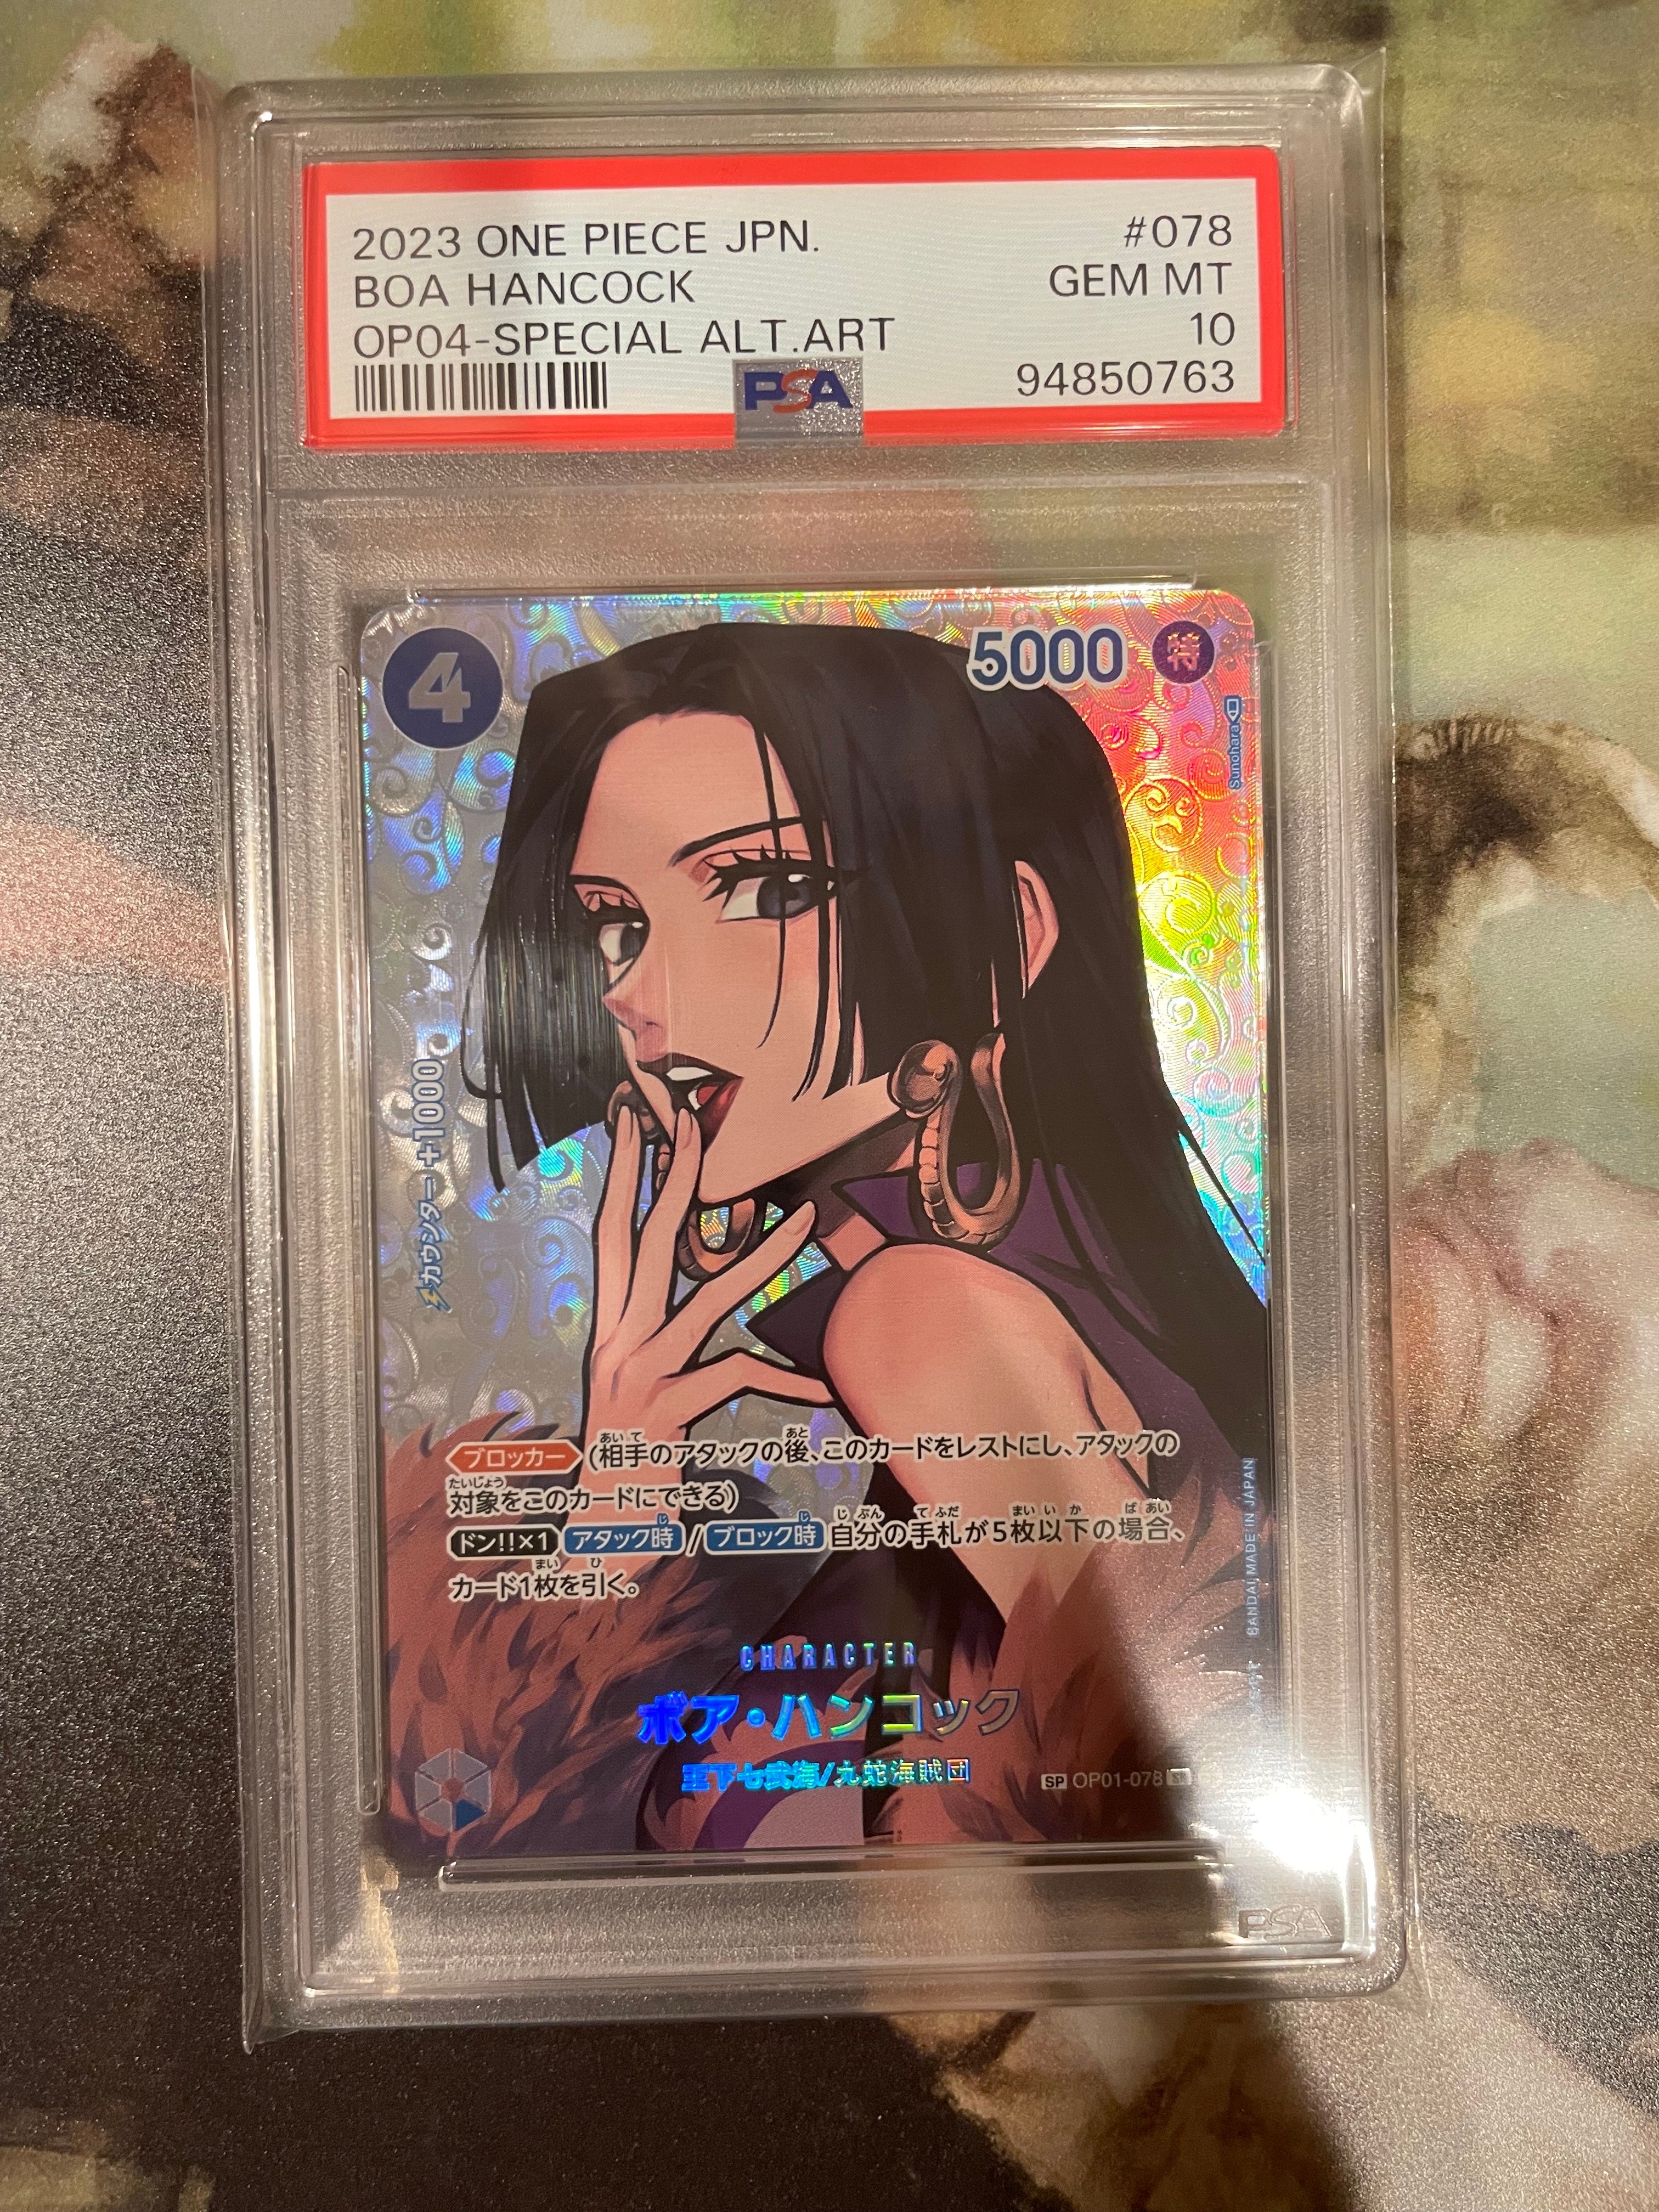 2023 ONE PIECE JPN. #078
BOA HANCOCK GEM MT
OP04-SPECIAL ALT.ART 10
94850763
PSA
4
5000 特
Sunohara
カウンター+1000
ブロッカー (相手のアタックの後、このカードをレストにし、アタックの
対象をこのカードにできる)
ドン!!×1 アタック時 / ブロック時 自分の手札が5枚以下の場合、
カード1枚を引く。
BANDAI MADE IN JAPAN
CHARACTER
ボア・ハンコック
王下七武海/九蛇海賊団
SP OP01-078
PSA